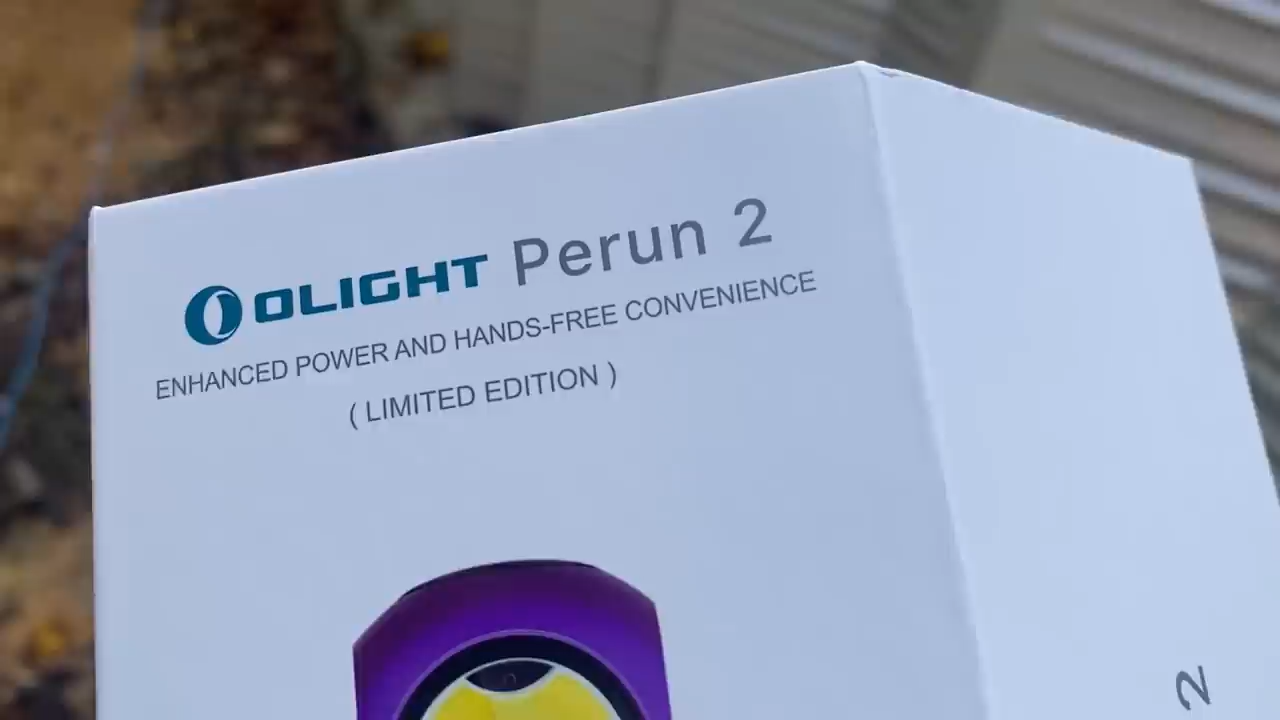 OLIGHT Perun 2
ENHANCED POWER AND HANDS-FREE CONVENIENCE
( LIMITED EDITION )
2